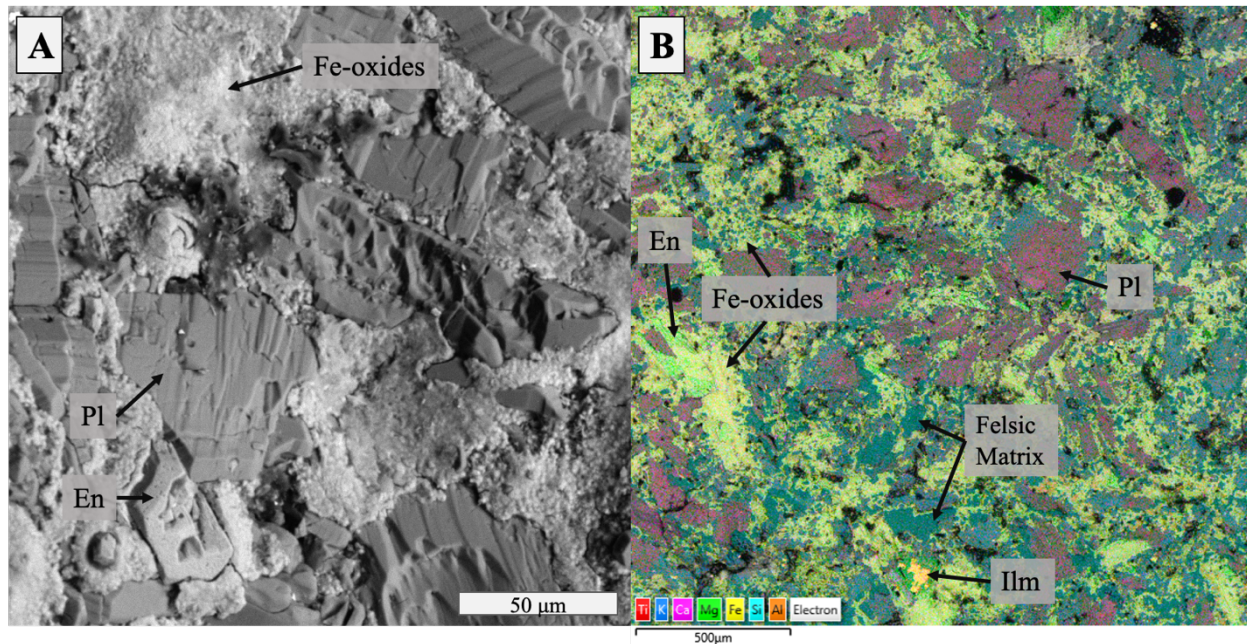 A
Fe-oxides
Pl
En
50 µm
B
En
Fe-oxides
Pl
Felsic
Matrix
Ilm
Ti K Ca Mg Fe Si Al Electron
500µm